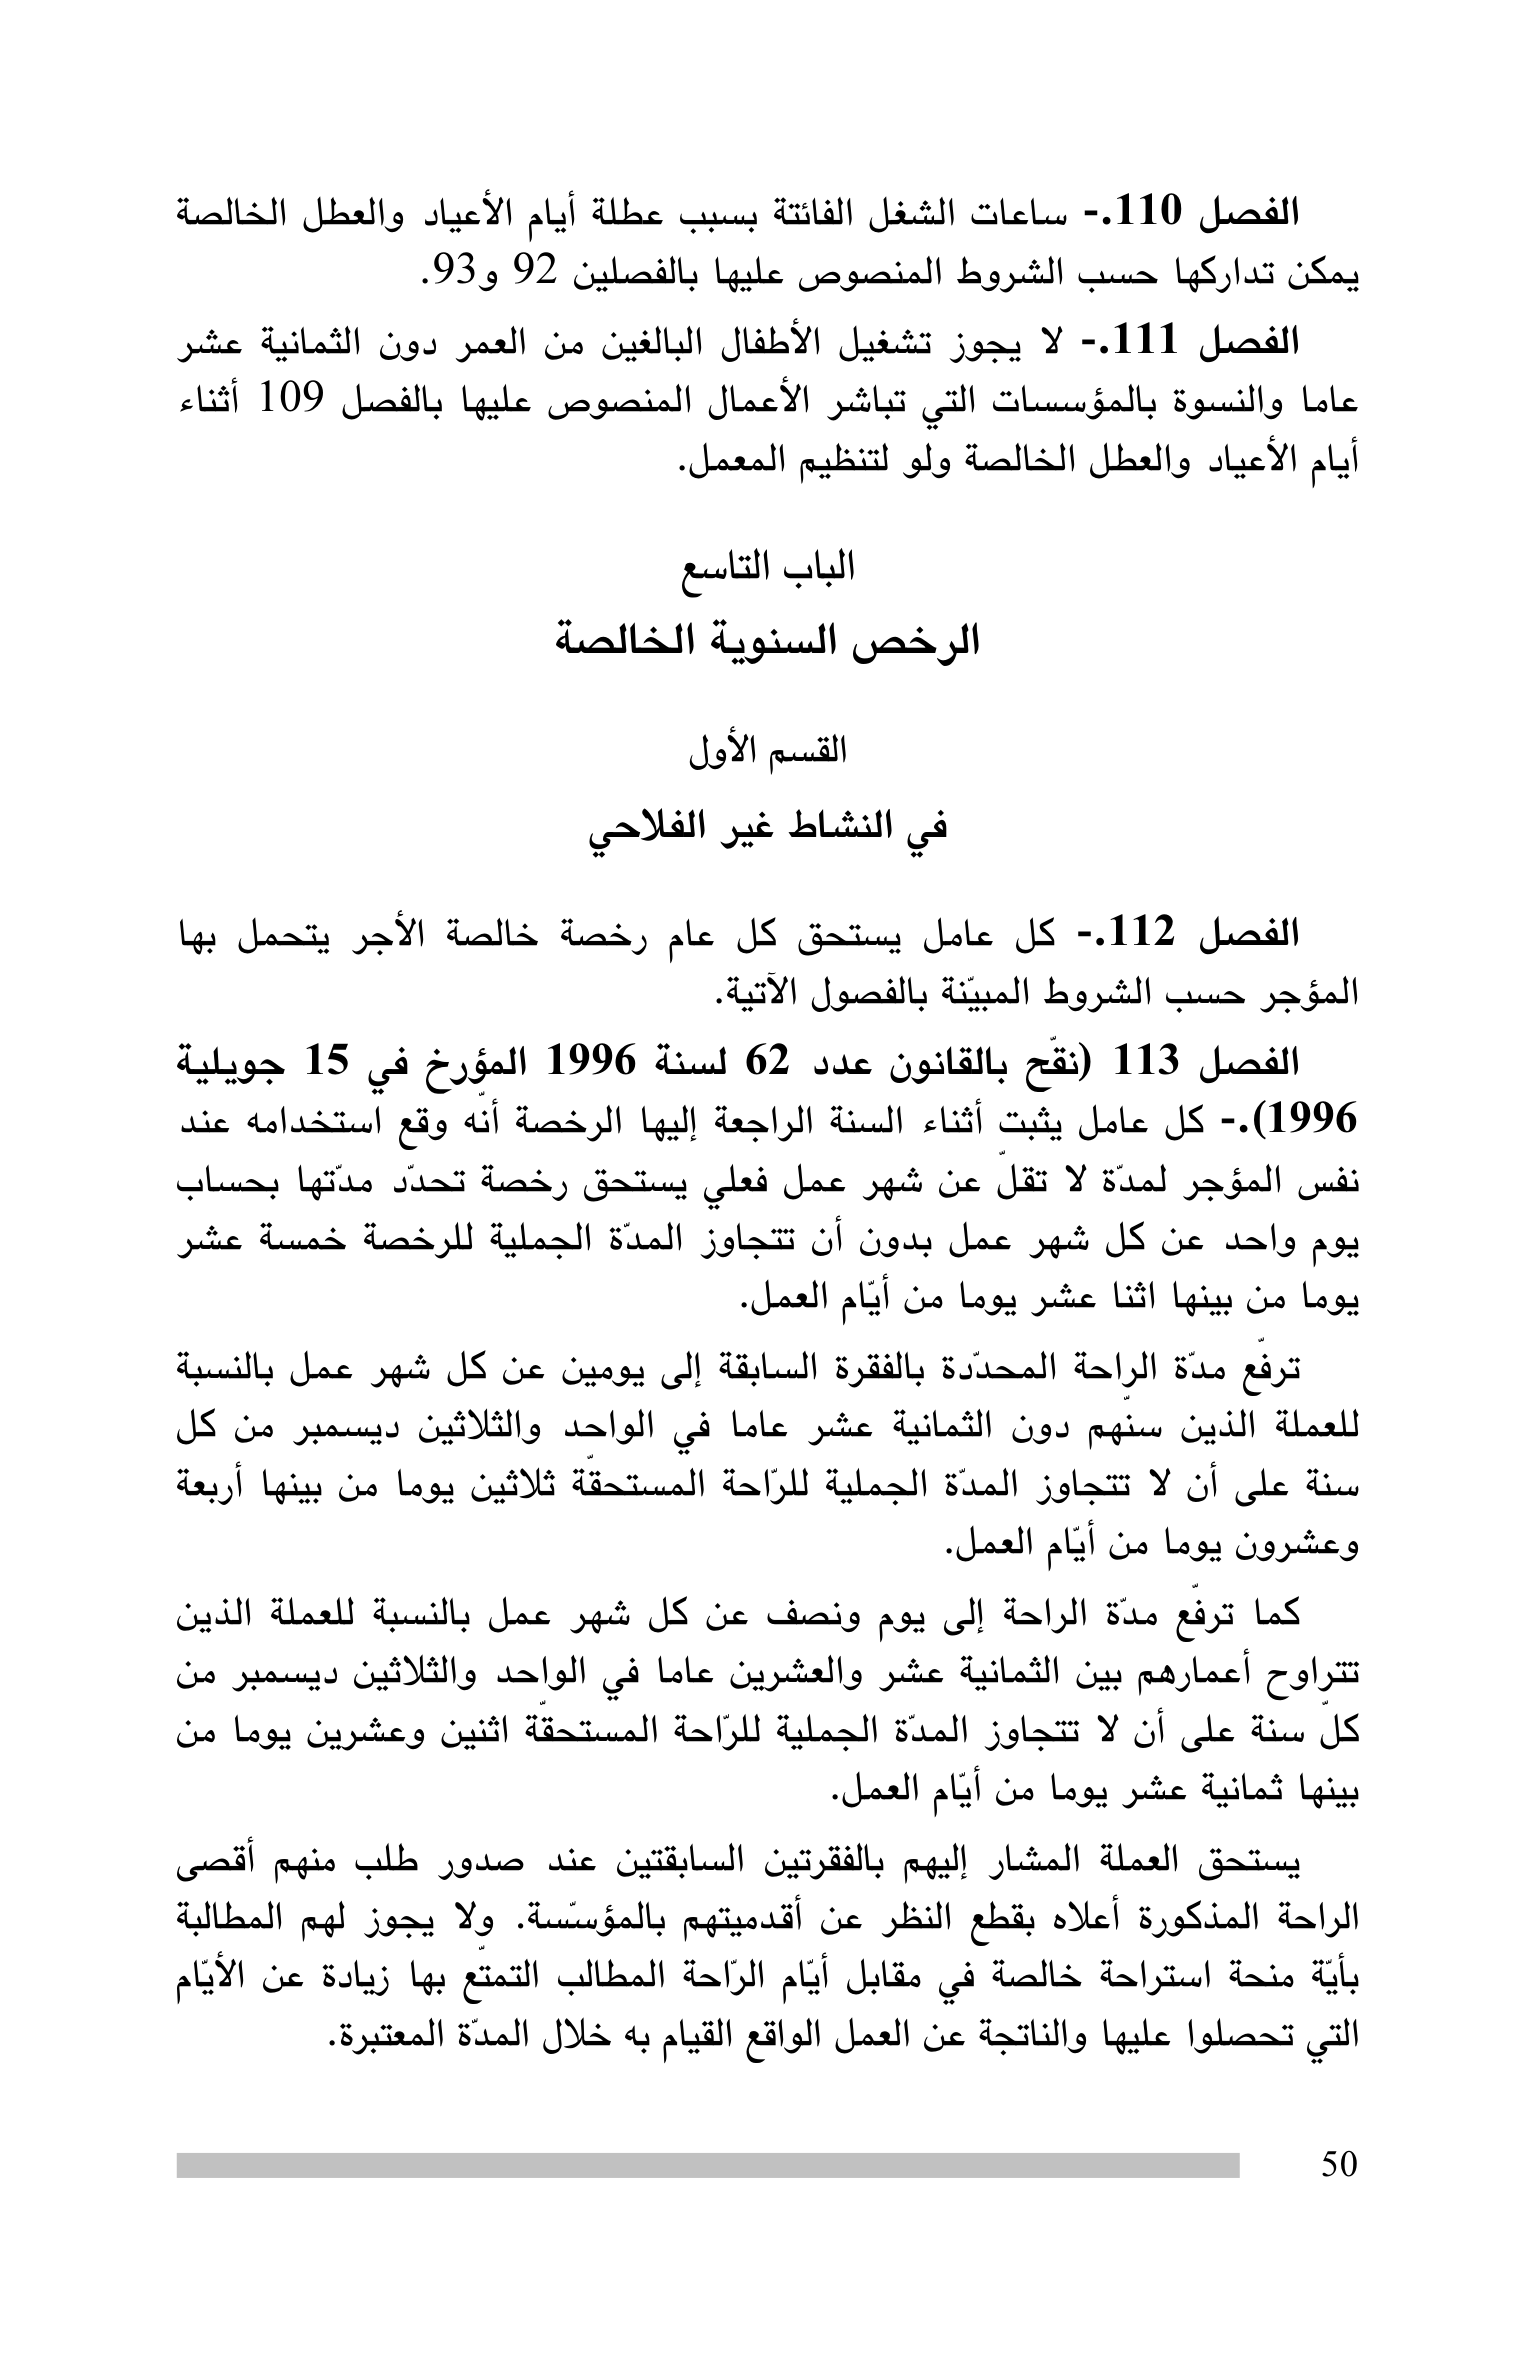 الفصل 110.- ساعات الشغل الفائتة بسبب عطلة أيام الأعياد والعطل الخالصة
يمكن تداركها حسب الشروط المنصوص عليها بالفصلين 92 و93.
الفصل 111.- لا يجوز تشغيل الأطفال البالغين من العمر دون الثمانية عشر
عاما والنسوة بالمؤسسات التي تباشر الأعمال المنصوص عليها بالفصل 109 أثناء
أيام الأعياد والعطل الخالصة ولو لتنظيم المعمل.
الباب التاسع
الرخص السنوية الخالصة
القسم الأول
في النشاط غير الفلاحي
الفصل 112.- كل عامل يستحق كل عام رخصة خالصة الأجر يتحمل بها
المؤجر حسب الشروط المبيّنة بالفصول الآتية.
الفصل 113 (نقّح بالقانون عدد 62 لسنة 1996 المؤرخ في 15 جويلية
1996).- كل عامل يثبت أثناء السنة الراجعة إليها الرخصة أنّه وقع استخدامه عند
نفس المؤجر لمدّة لا تقلّ عن شهر عمل فعلي يستحق رخصة تحدّد مدّتها بحساب
يوم واحد عن كل شهر عمل بدون أن تتجاوز المدّة الجملية للرخصة خمسة عشر
يوما من بينها اثنا عشر يوما من أيّام العمل.
ترفّع مدّة الراحة المحدّدة بالفقرة السابقة إلى يومين عن كل شهر عمل بالنسبة
للعملة الذين سنّهم دون الثمانية عشر عاما في الواحد والثلاثين ديسمبر من كل
سنة على أن لا تتجاوز المدّة الجملية للرّاحة المستحقّة ثلاثين يوما من بينها أربعة
وعشرون يوما من أيّام العمل.
كما ترفّع مدّة الراحة إلى يوم ونصف عن كل شهر عمل بالنسبة للعملة الذين
تتراوح أعمارهم بين الثمانية عشر والعشرين عاما في الواحد والثلاثين ديسمبر من
كلّ سنة على أن لا تتجاوز المدّة الجملية للرّاحة المستحقّة اثنين وعشرين يوما من
بينها ثمانية عشر يوما من أيّام العمل.
يستحق العملة المشار إليهم بالفقرتين السابقتين عند صدور طلب منهم أقصى
الراحة المذكورة أعلاه بقطع النظر عن أقدميتهم بالمؤسّسة. ولا يجوز لهم المطالبة
بأيّة منحة استراحة خالصة في مقابل أيّام الرّاحة المطالب التمتّع بها زيادة عن الأيّام
التي تحصلوا عليها والناتجة عن العمل الواقع القيام به خلال المدّة المعتبرة.
50